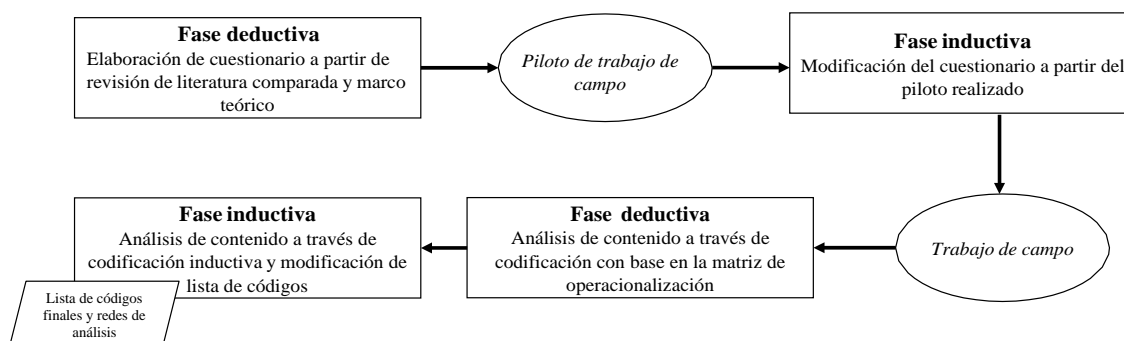 Fase deductiva
Elaboración de cuestionario a partir de
revisión de literatura comparada y marco
teórico
Piloto de trabajo de
campo
Fase inductiva
Modificación del cuestionario a partir del
piloto realizado
Trabajo de campo
Fase deductiva
Análisis de contenido a través de
codificación con base en la matriz de
operacionalización
Fase inductiva
Análisis de contenido a través de
codificación inductiva y modificación de
lista de códigos
Lista de códigos
finales y redes de
análisis